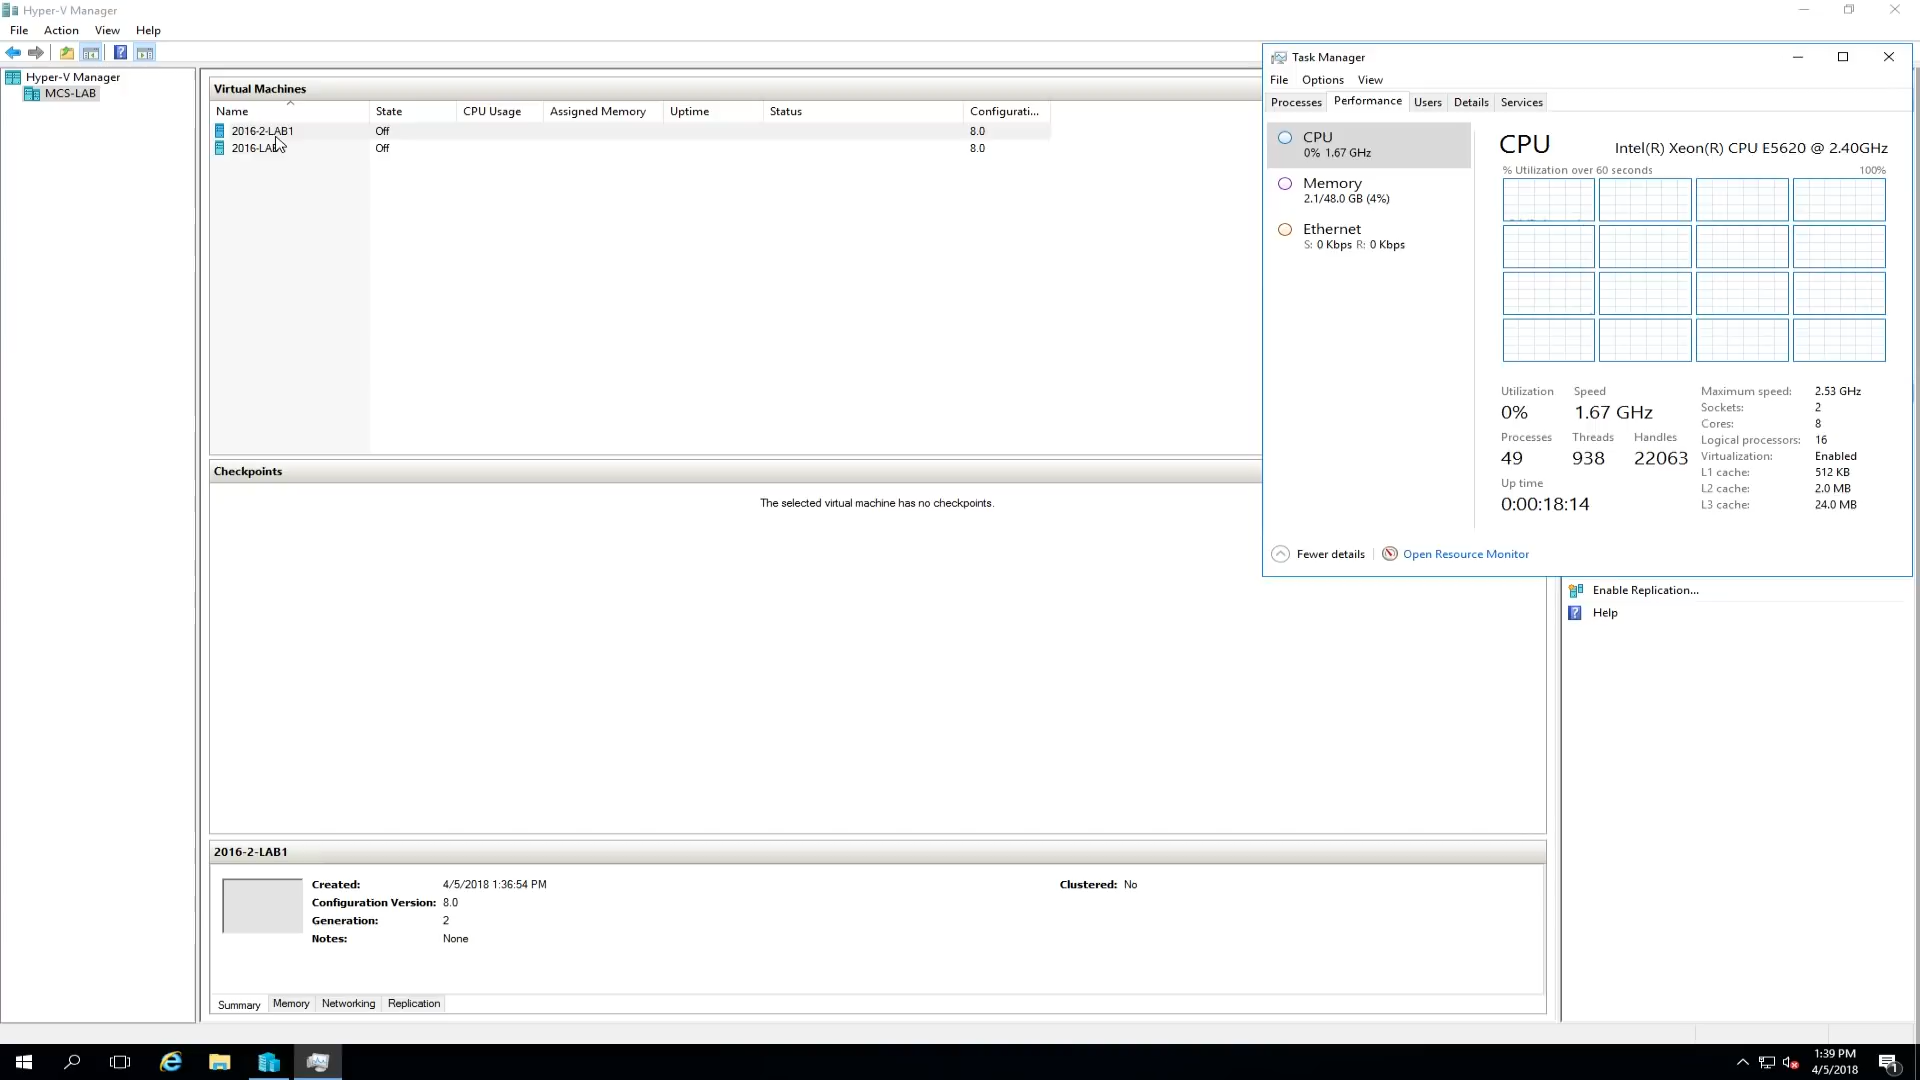 Hyper-V Manager
File Action View Help
Hyper-V Manager
MCS-LAB
Virtual Machines
Name State CPU Usage Assigned Memory Uptime Status Configurati...
2016-2-LAB1 Off 8.0
Off 8.0
Checkpoints
The selected virtual machine has no checkpoints.
2016-2-LAB1
Created: 4/5/2018 1:36:54 PM Clustered: No
Configuration Version: 8.0
Generation: 2
Notes: None
Summary Memory Networking Replication
Task Manager
File Options View
Processes Performance Users Details Services
CPU
0% 1.67 GHz
Memory
2.1/48.0 GB (4%)
Ethernet
S: 0 Kbps R: 0 Kbps
CPU Intel(R) Xeon(R) CPU E5620 @ 2.40GHz
% Utilization over 60 seconds 100%
Utilization Speed
0% 1.67 GHz
Processes Threads Handles
49 938 22063
Up time
0:00:18:14
Maximum speed: 2.53 GHz
Sockets: 2
Cores: 8
Logical processors: 16
Virtualization: Enabled
L1 cache: 512 KB
L2 cache: 2.0 MB
L3 cache: 24.0 MB
Fewer details Open Resource Monitor
Enable Replication...
Help
1:39 PM
4/5/2018
1